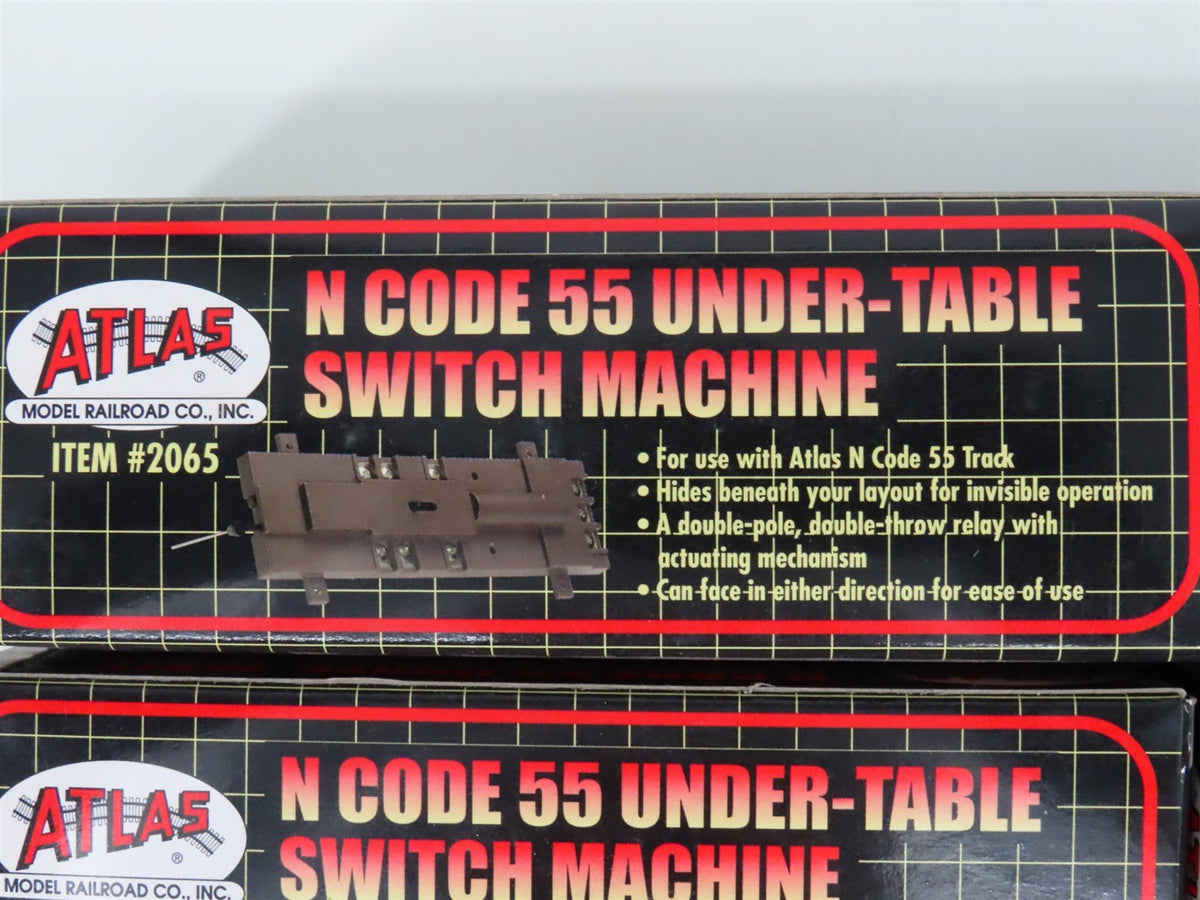 N CODE 55 UNDER-TABLE
SWITCH MACHINE
ATLAS
®
MODEL RAILROAD CO., INC.
ITEM #2065
• For use with Atlas N Code 55 Track
• Hides beneath your layout for invisible operation
• A double-pole, double-throw relay with
actuating mechanism
• Can face in either direction for ease of use
N CODE 55 UNDER-TABLE
SWITCH MACHINE
ATLAS
®
MODEL RAILROAD CO., INC.